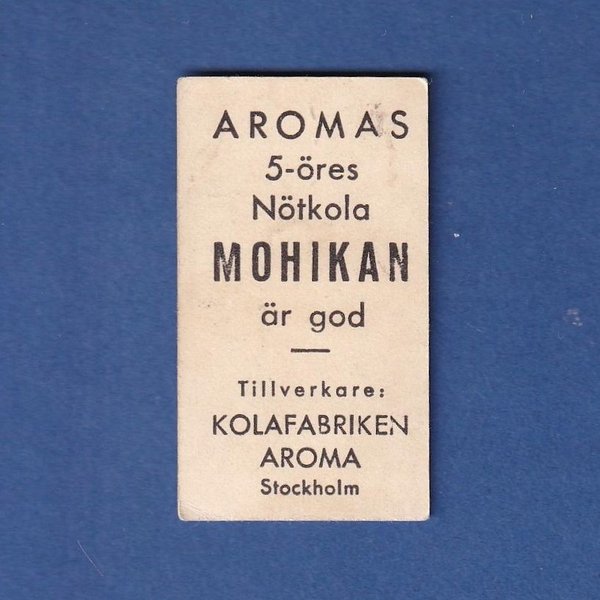 AROMAS
5-öres
Nötkola
MOHIKAN
är god
Tillverkare:
KOLAFABRIKEN
AROMA
Stockholm